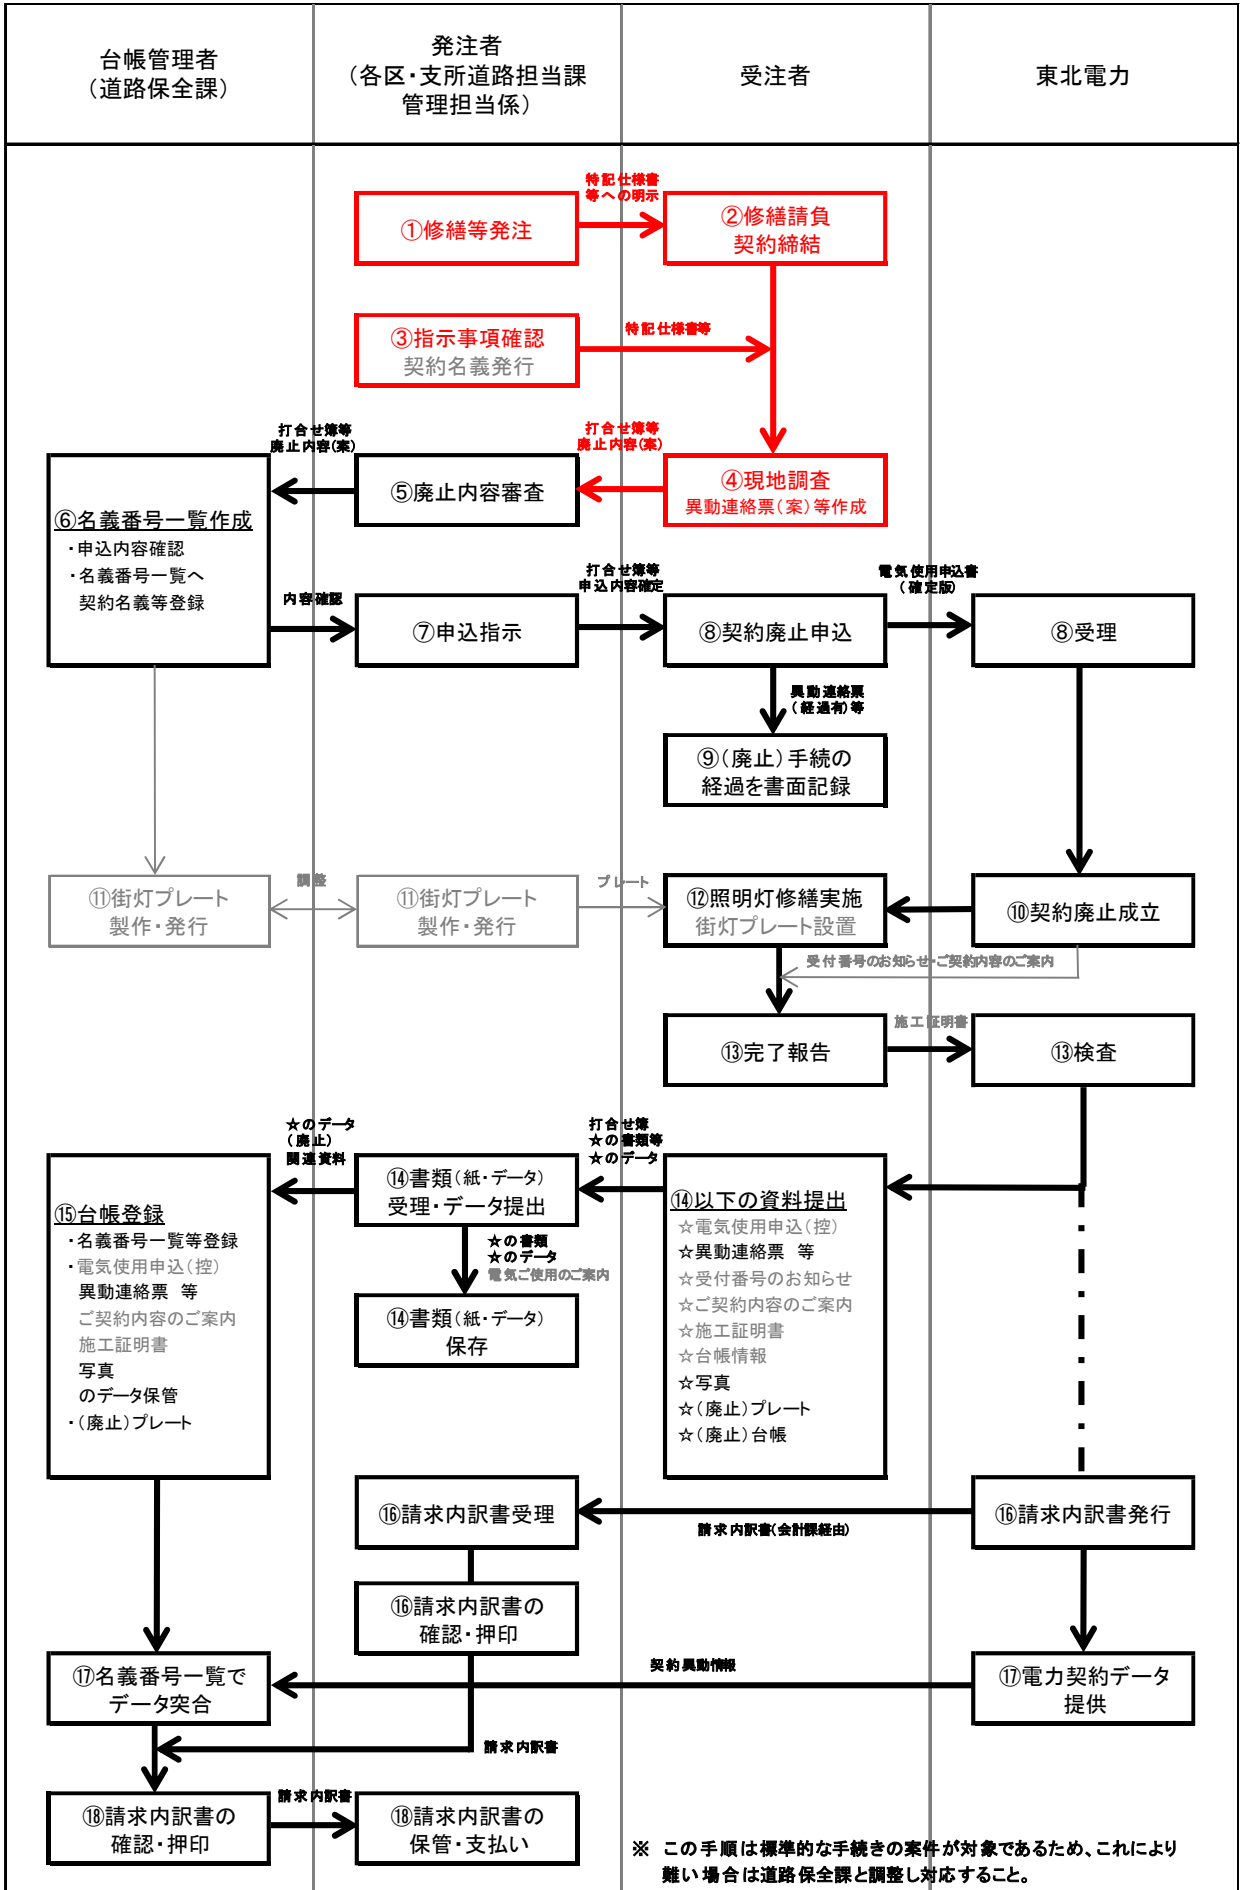 台帳管理者
（道路保全課）
発注者
（各区・支所道路担当課
管理担当係）
受注者
東北電力
特記仕様書
等への明示
①修繕等発注
②修繕請負
契約締結
③指示事項確認
契約名義発行
特記仕様書等
打合せ簿等
廃止内容(案)
打合せ簿等
廃止内容(案)
④現地調査
異動連絡票（案）等作成
⑤廃止内容審査
⑥名義番号一覧作成
・申込内容確認
・名義番号一覧へ
契約名義等登録
内容確認
打合せ簿等
申込内容確定
電気使用申込書
（確定版）
⑦申込指示
⑧契約廃止申込
⑧受理
異動連絡票
（経過有）等
⑨（廃止）手続の
経過を書面記録
⑪街灯プレート
製作・発行
調整
⑪街灯プレート
製作・発行
プレート
⑫照明灯修繕実施
街灯プレート設置
⑩契約廃止成立
受付番号のお知らせ・ご契約内容のご案内
⑬完了報告
施工証明書
⑬検査
☆のデータ
（廃止）
関連資料
打合せ簿
☆の書類等
☆のデータ
⑭書類（紙・データ）
受理・データ提出
⑭以下の資料提出
☆電気使用申込（控）
☆異動連絡票 等
☆受付番号のお知らせ
☆ご契約内容のご案内
☆施工証明書
☆台帳情報
☆写真
☆（廃止）プレート
☆（廃止）台帳
⑮台帳登録
・名義番号一覧等登録
・電気使用申込（控）
異動連絡票 等
ご契約内容のご案内
施工証明書
写真
のデータ保管
・（廃止）プレート
☆の書類
☆のデータ
電気ご使用のご案内
⑭書類（紙・データ）
保存
⑯請求内訳書受理
請求内訳書(会計課経由)
⑯請求内訳書発行
⑯請求内訳書の
確認・押印
⑰名義番号一覧で
データ突合
契約異動情報
⑰電力契約データ
提供
請求内訳書
⑱請求内訳書の
確認・押印
請求内訳書
⑱請求内訳書の
保管・支払い
※ この手順は標準的な手続きの案件が対象であるため、これにより
難い場合は道路保全課と調整し対応すること。